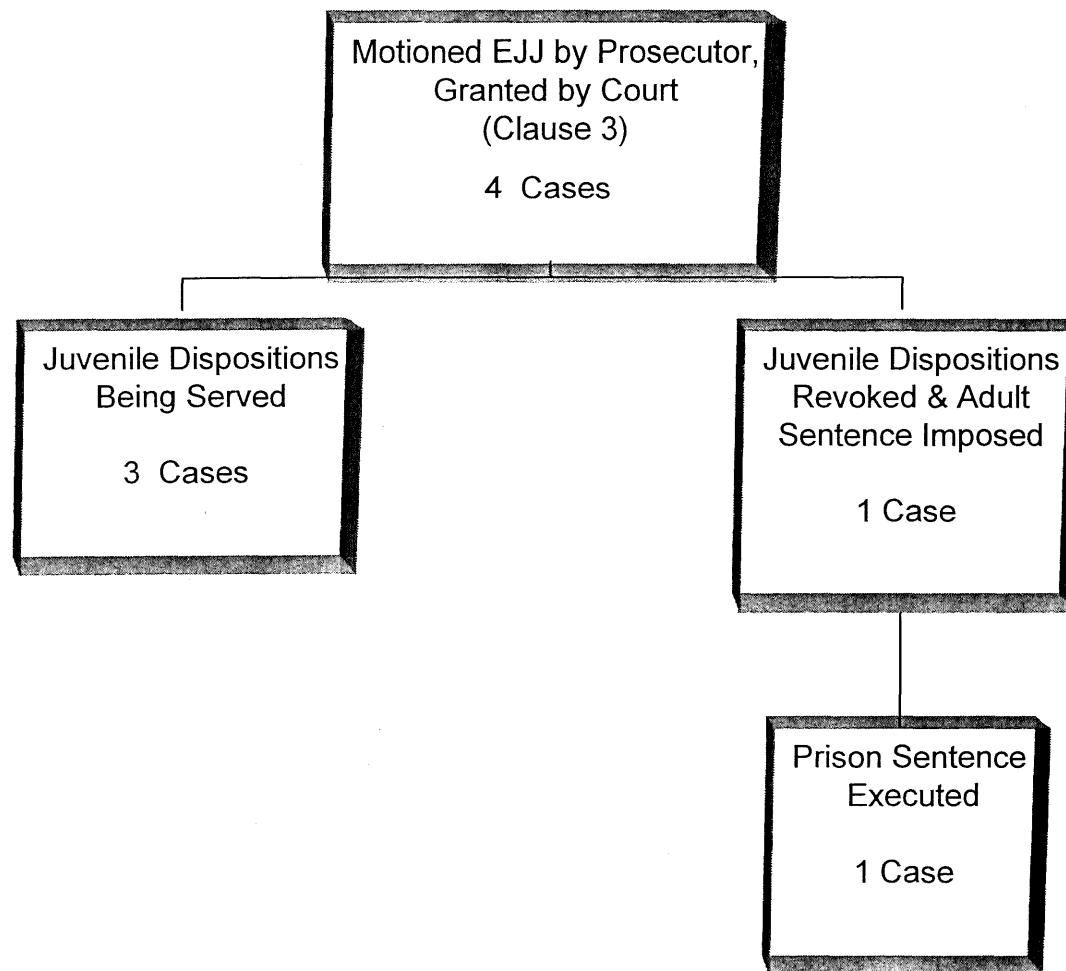 Motioned EJJ by Prosecutor,
Granted by Court
(Clause 3)
4 Cases
Juvenile Dispositions
Being Served
3 Cases
Juvenile Dispositions
Revoked & Adult
Sentence Imposed
1 Case
Prison Sentence
Executed
1 Case